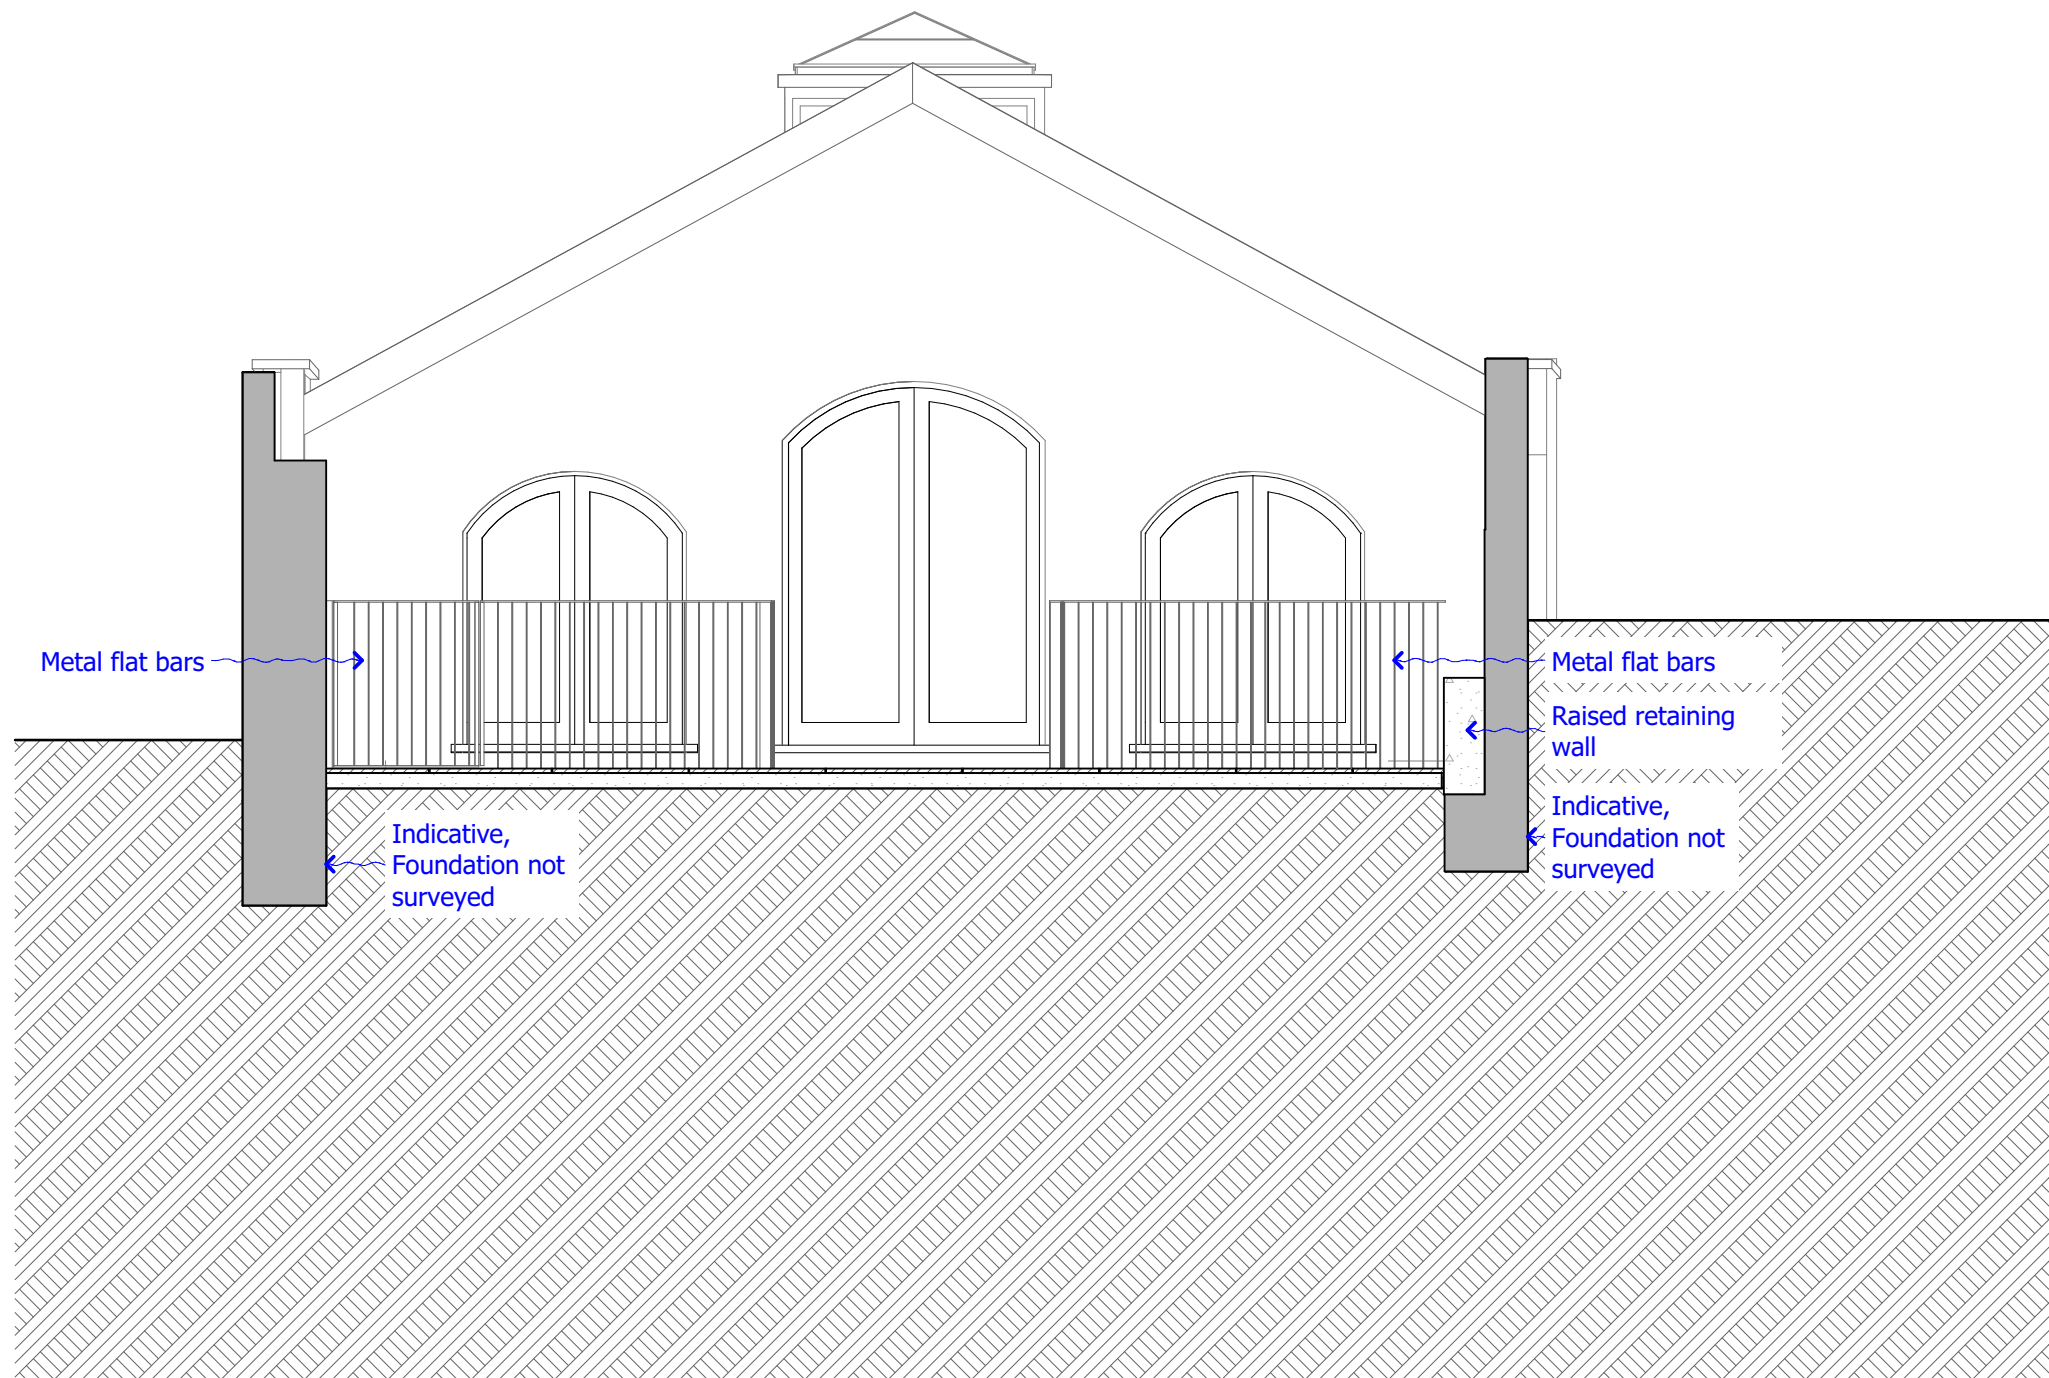 Metal flat bars
Metal flat bars
Raised retaining
wall
Indicative,
Foundation not
surveyed
Indicative,
Foundation not
surveyed